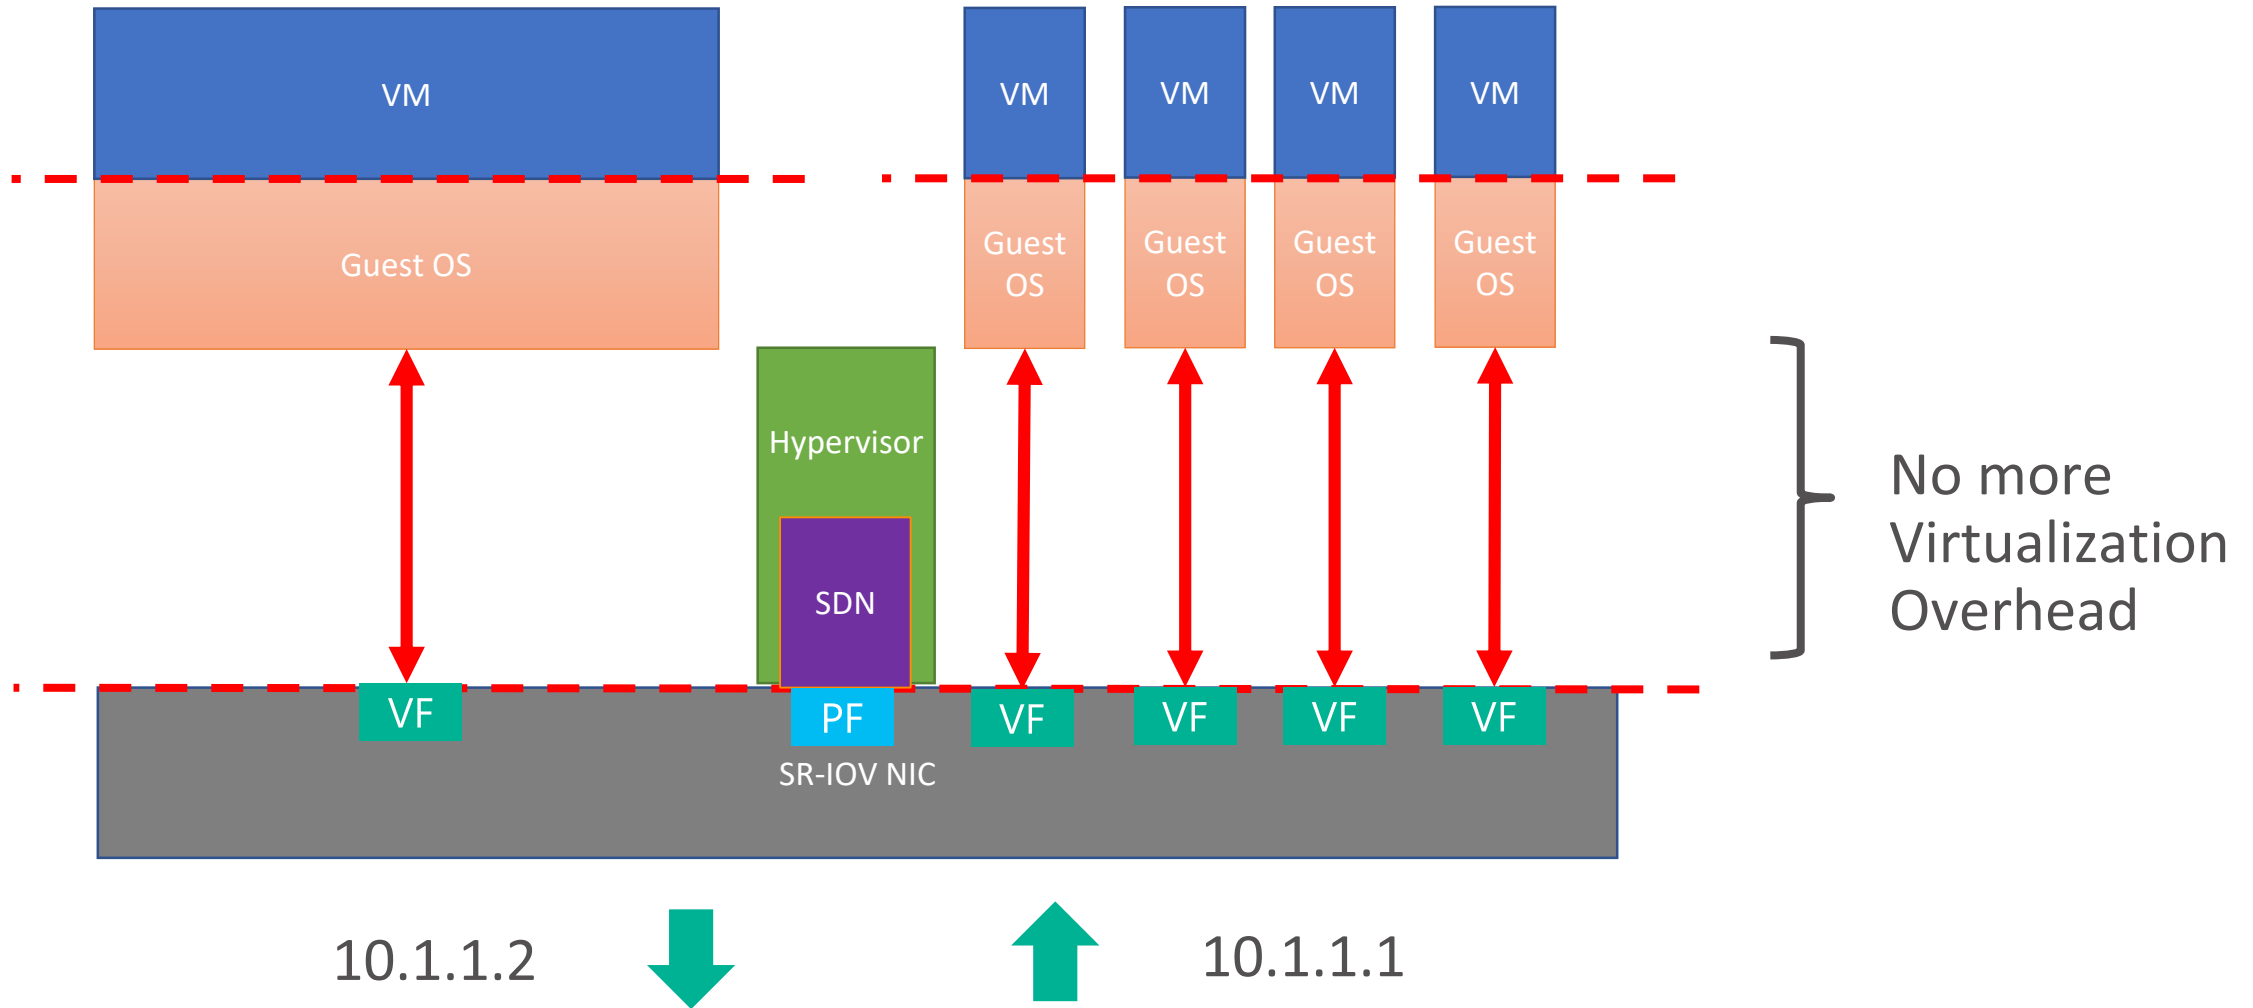 VM
VM
VM
VM
VM
Guest OS
Guest
OS
Guest
OS
Guest
OS
Guest
OS
Hypervisor
SDN
No more
Virtualization
Overhead
VF
PF
VF
VF
VF
VF
SR-IOV NIC
10.1.1.2
10.1.1.1